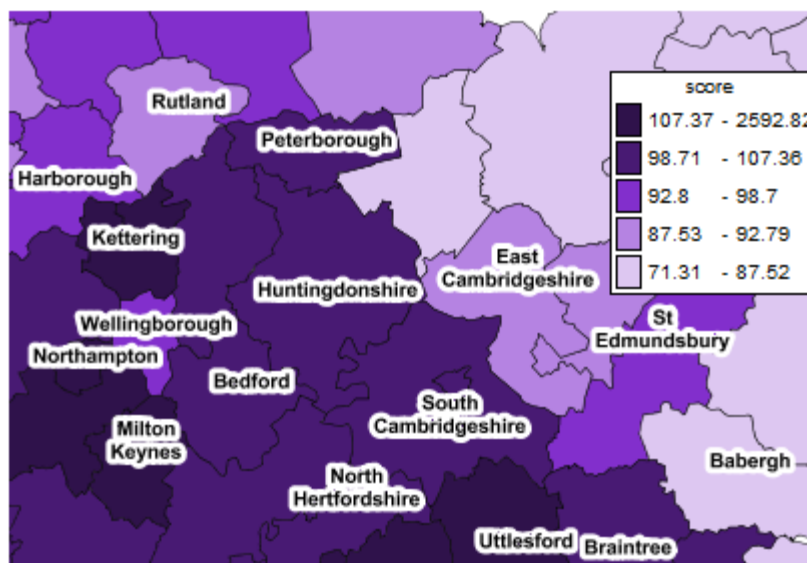 score
107.37 - 2592.82
98.71 - 107.36
92.8 - 98.7
87.53 - 92.79
71.31 - 87.52
Rutland
Peterborough
Harborough
Kettering
East
Cambridgeshire
Huntingdonshire
Wellingborough
St
Edmundsbury
Northampton
Bedford
South
Cambridgeshire
Milton
Keynes
Babergh
North
Hertfordshire
Uttlesford
Braintree